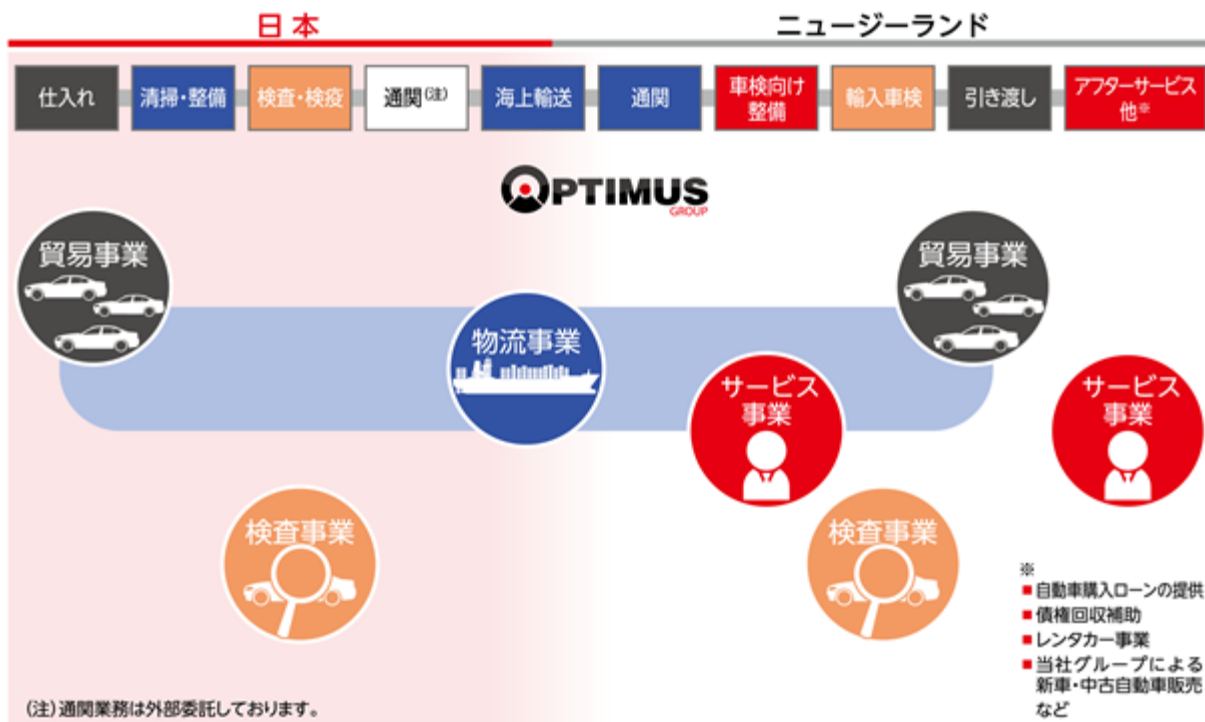 日本
ニュージーランド
仕入れ
清掃・整備
検査・検疫
通関(注)
海上輸送
通関
車検向け
整備
輸入車検
引き渡し
アフターサービス
他※
OPTIMUS
GROUP
貿易事業
貿易事業
物流事業
サービス
事業
サービス
事業
検査事業
検査事業
※
■自動車購入ローンの提供
■債権回収補助
■レンタカー事業
■当社グループによる
新車・中古自動車販売
など
(注)通関業務は外部委託しております。